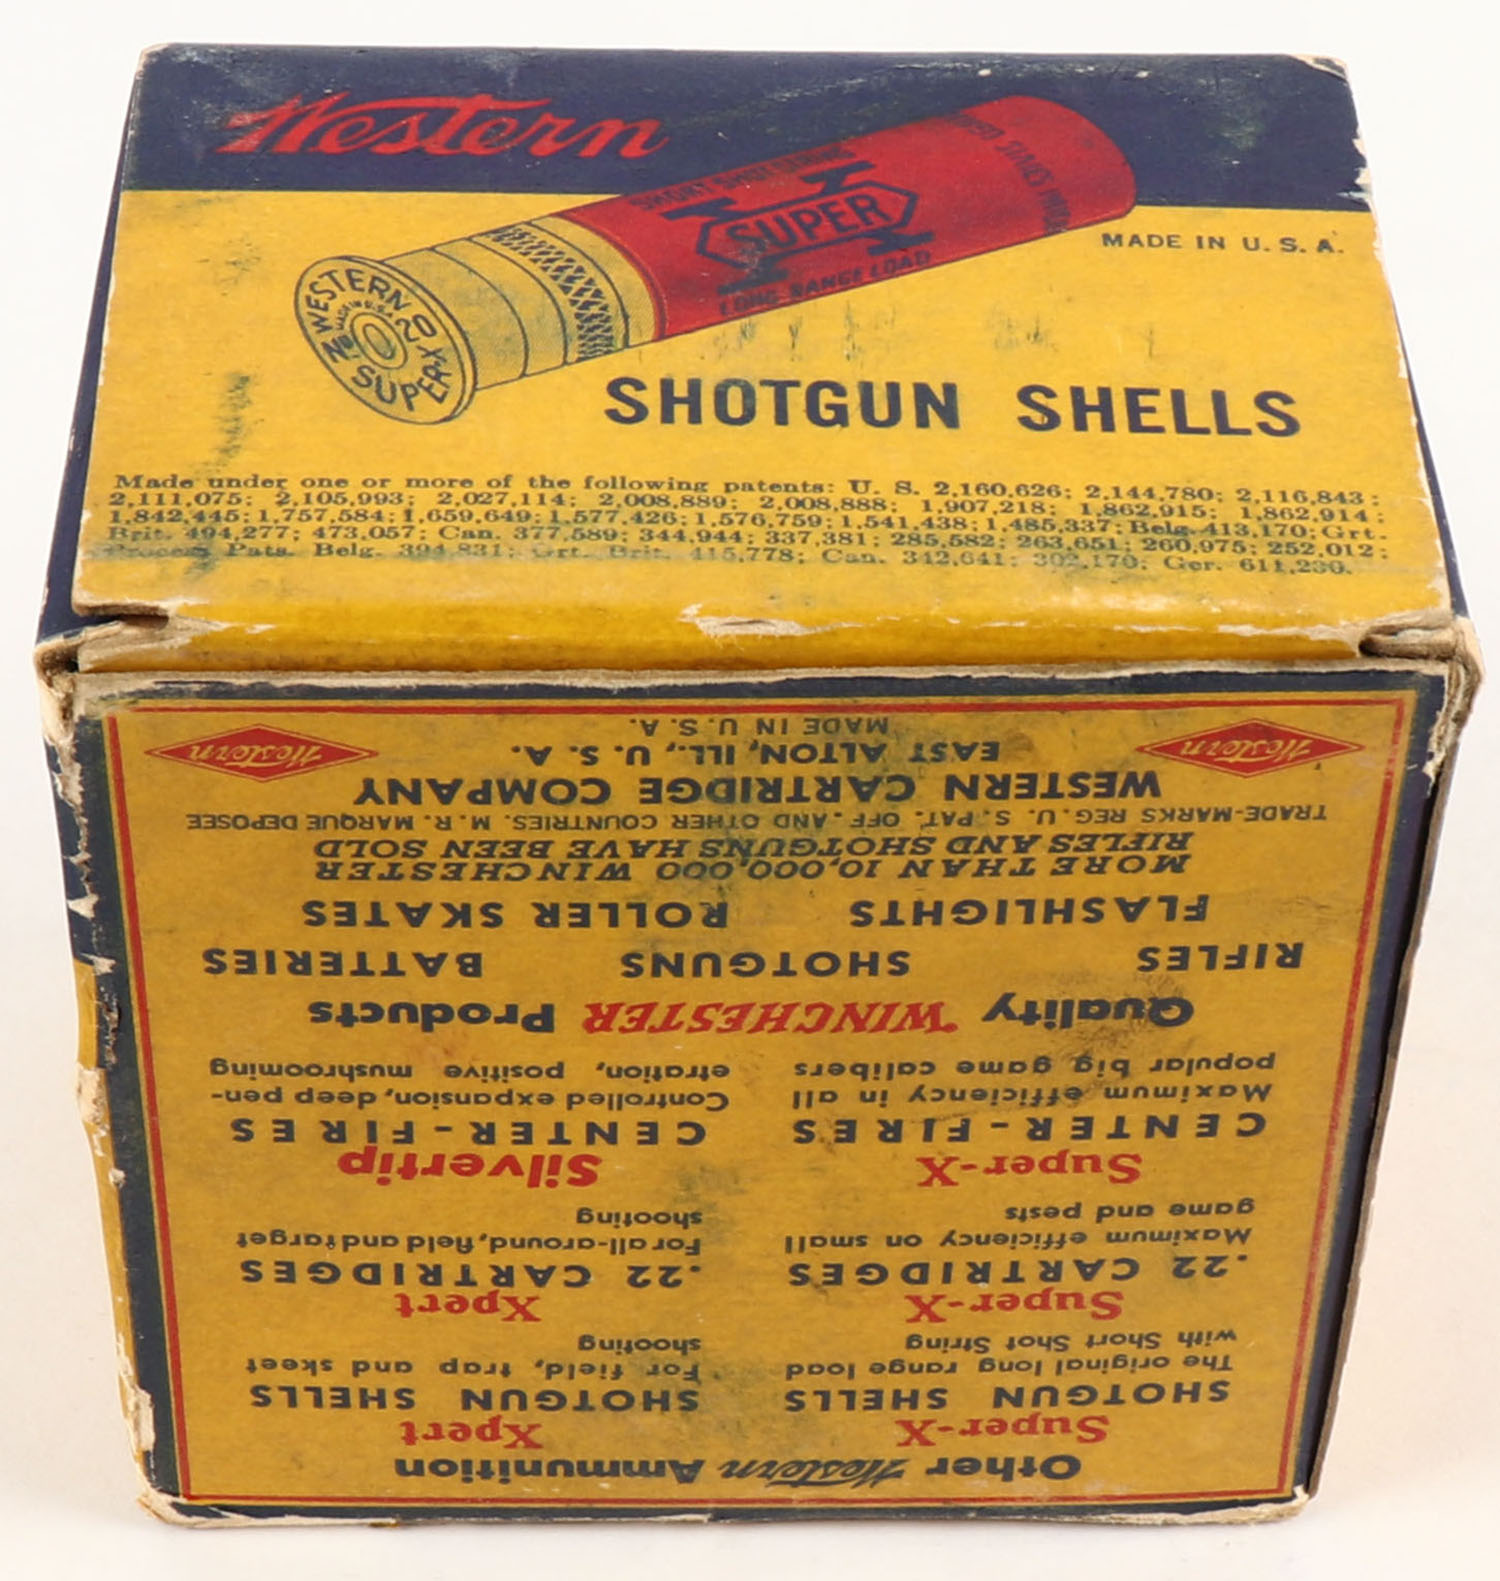 Western
SHORT SHOT STRING
SUPER
X
LONG RANGE LOAD
MADE IN U. S. A.
WESTERN
MADE IN U.S.A.
No 20
SUPER-X
SHOTGUN SHELLS
Made under one or more of the following patents: U. S. 2,160,626; 2,144,780; 2,116,843;
2,111,075; 2,105,993; 2,027,114; 2,008,889; 2,008,888; 1,907,218; 1,862,915; 1,862,914;
1,842,445; 1,757,584; 1,659,649; 1,577,426; 1,576,759; 1,541,438; 1,485,337; Belg. 413,170; Grt.
Brit. 494,277; 473,057; Can. 377,589; 344,944; 337,381; 285,582; 263,651; 260,975; 252,012;
Process Pats. Belg. 394,831; Grt. Brit. 415,778; Can. 342,641; 302,170; Ger. 611,230.
Other Western Ammunition
Super-X Xpert
SHOTGUN SHELLS SHOTGUN SHELLS
The original long range load For field, trap and skeet
with Short Shot String shooting
Super-X Xpert
.22 CARTRIDGES .22 CARTRIDGES
Maximum efficiency on small For all-around, field and target
game and pests shooting
Super-X Silvertip
CENTER-FIRES CENTER-FIRES
Maximum efficiency in all Controlled expansion, deep pen-
popular big game calibers etration, positive mushrooming
Quality WINCHESTER Products
RIFLES SHOTGUNS BATTERIES
FLASHLIGHTS ROLLER SKATES
MORE THAN 10,000,000 WINCHESTER
RIFLES AND SHOTGUNS HAVE BEEN SOLD
TRADE-MARKS REG. U. S. PAT. OFF. AND OTHER COUNTRIES. M. R. MARQUE DEPOSEE
WESTERN CARTRIDGE COMPANY
Western EAST ALTON, ILL., U. S. A. Western
MADE IN U. S. A.